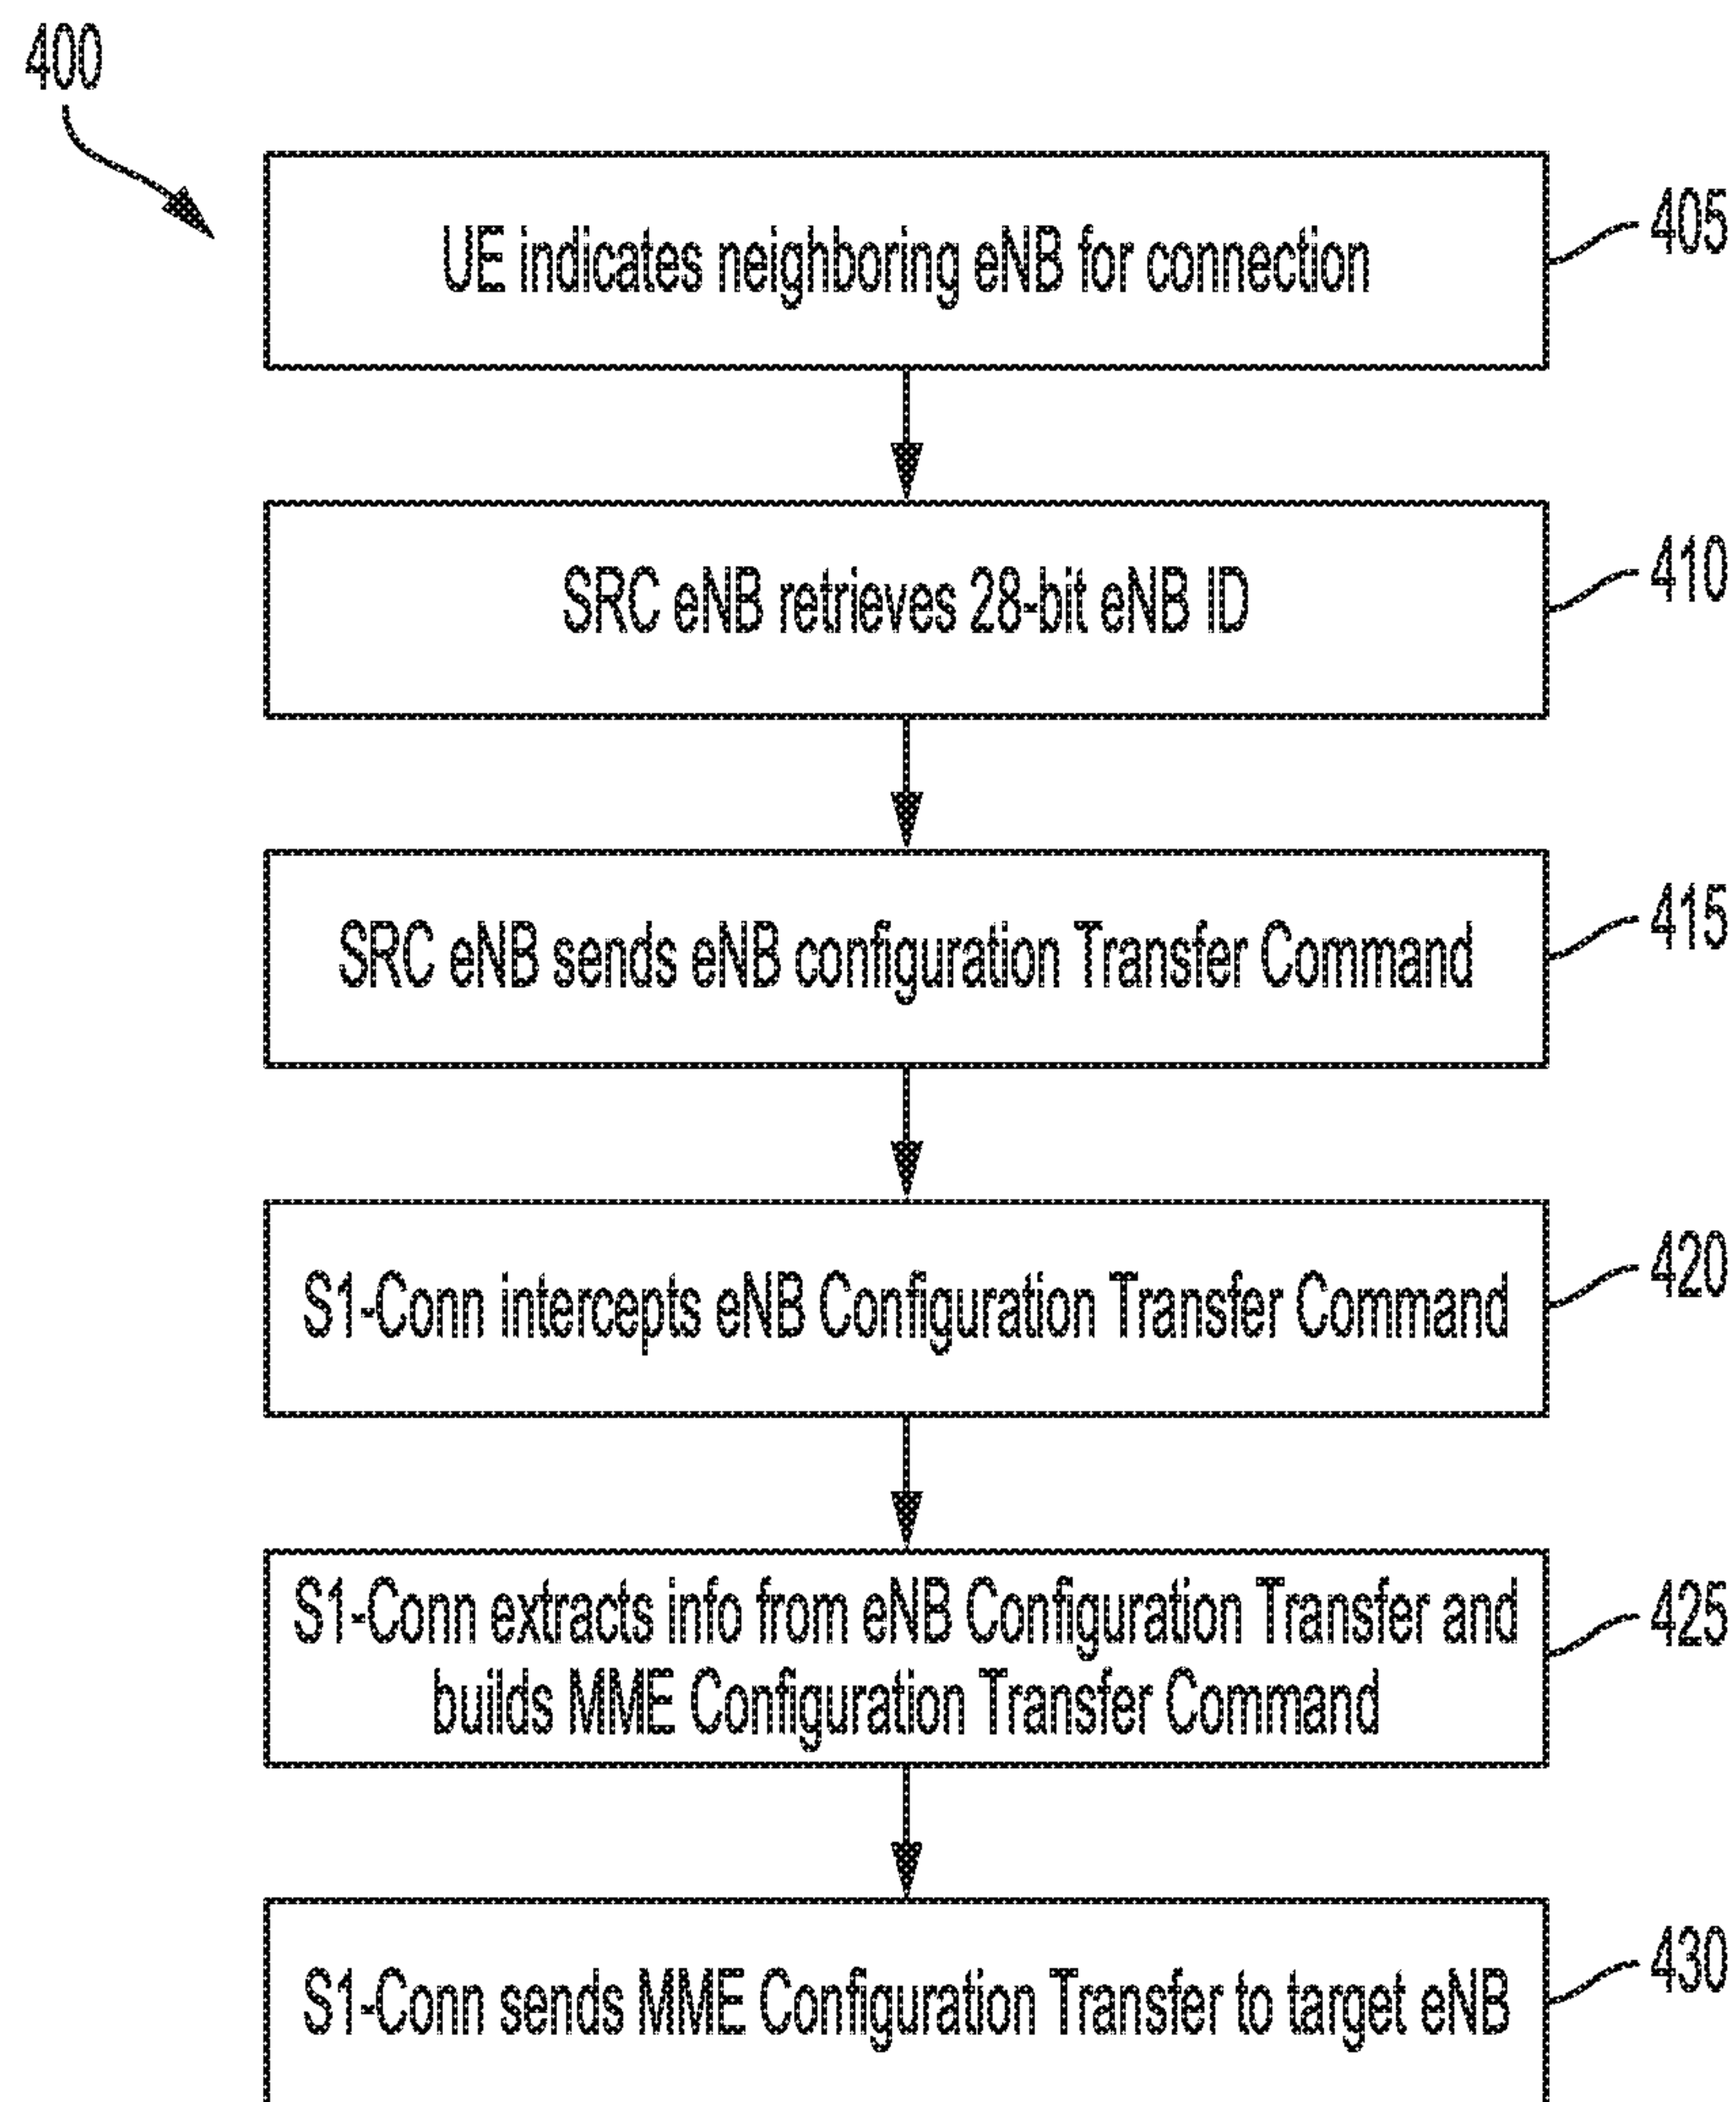 400
UE indicates neighboring eNB for connection
405
SRC eNB retrieves 28-bit eNB ID
410
SRC eNB sends eNB configuration Transfer Command
415
S1-Conn intercepts eNB Configuration Transfer Command
420
S1-Conn extracts info from eNB Configuration Transfer and
builds MME Configuration Transfer Command
425
S1-Conn sends MME Configuration Transfer to target eNB
430